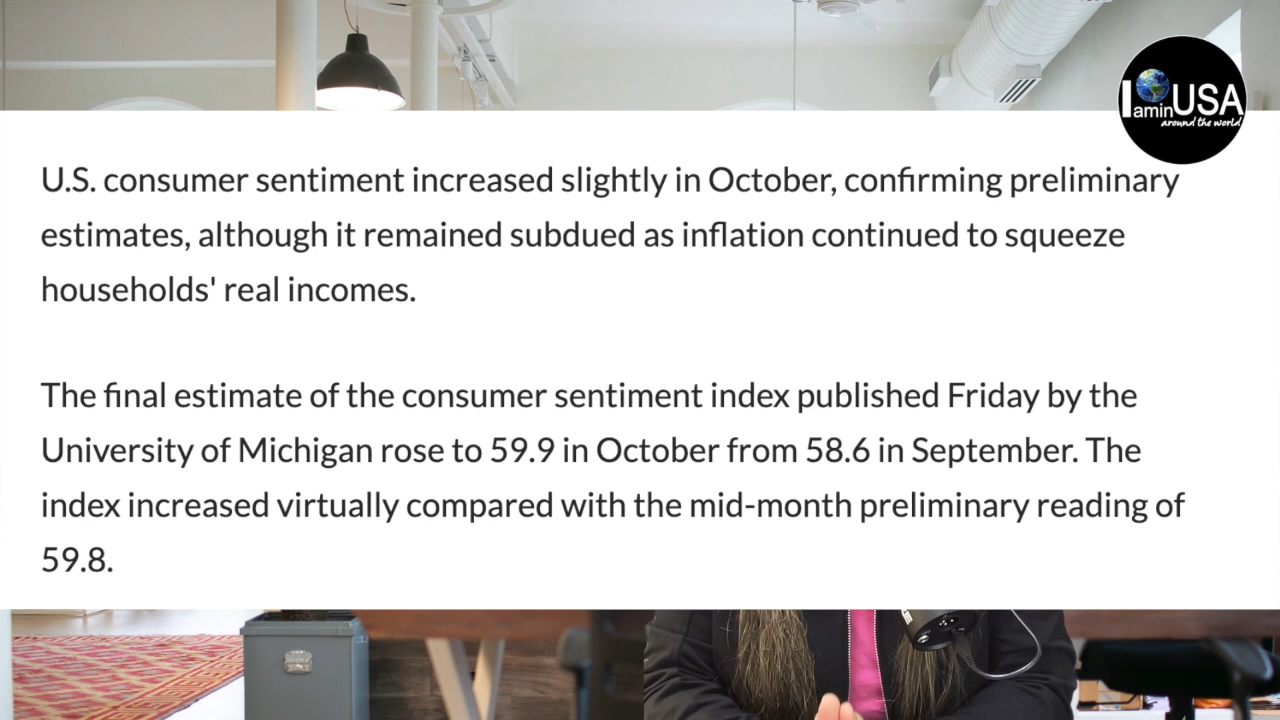 I aminUSA
around the world
U.S. consumer sentiment increased slightly in October, confirming preliminary
estimates, although it remained subdued as inflation continued to squeeze
households' real incomes.
The final estimate of the consumer sentiment index published Friday by the
University of Michigan rose to 59.9 in October from 58.6 in September. The
index increased virtually compared with the mid-month preliminary reading of
59.8.